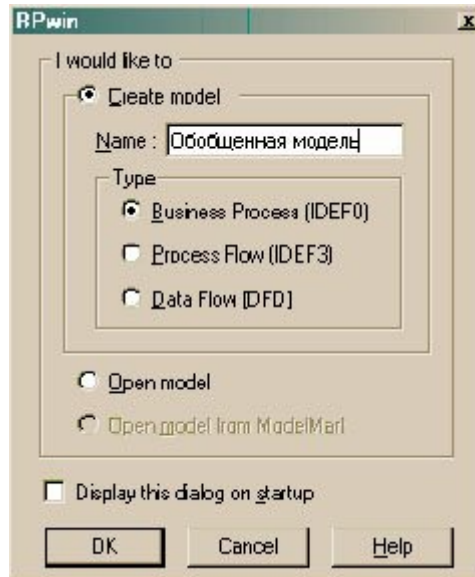 BPwin
I would like to
Create model
Name : Обобщенная модель
Type
Business Process (IDEF0)
Process Flow (IDEF3)
Data Flow (DFD)
Open model
Open model from ModelMart
Display this dialog on startup
OK Cancel Help